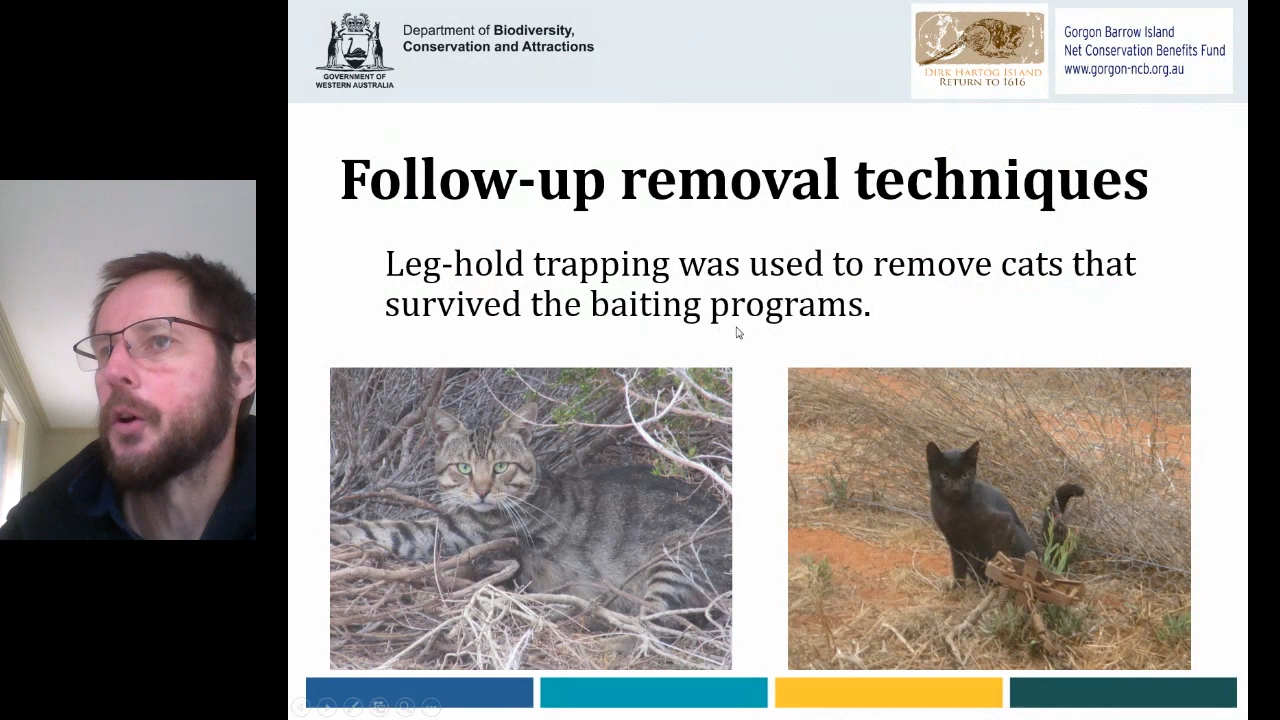 Department of Biodiversity,
Conservation and Attractions
GOVERNMENT OF
WESTERN AUSTRALIA
DIRK HARTOG ISLAND
RETURN TO 1616
Gorgon Barrow Island
Net Conservation Benefits Fund
www.gorgon-ncb.org.au
Follow-up removal techniques
Leg-hold trapping was used to remove cats that
survived the baiting programs.